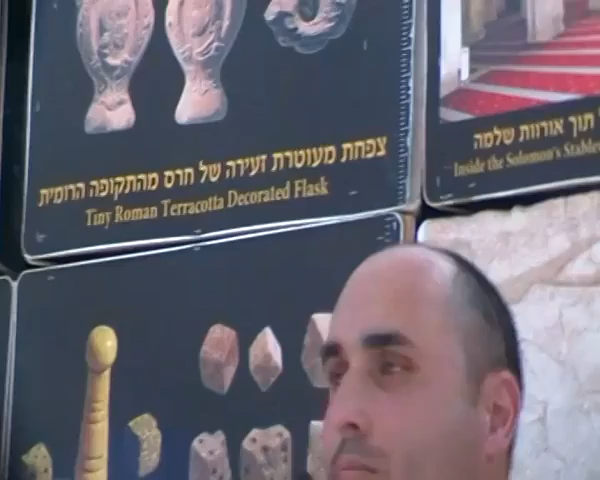 צפחת מעוטרת זעירה של חרס מהתקופה הרומית
Tiny Roman Terracotta Decorated Flask
תוך אורוות שלמה
Inside the Solomon's Stables